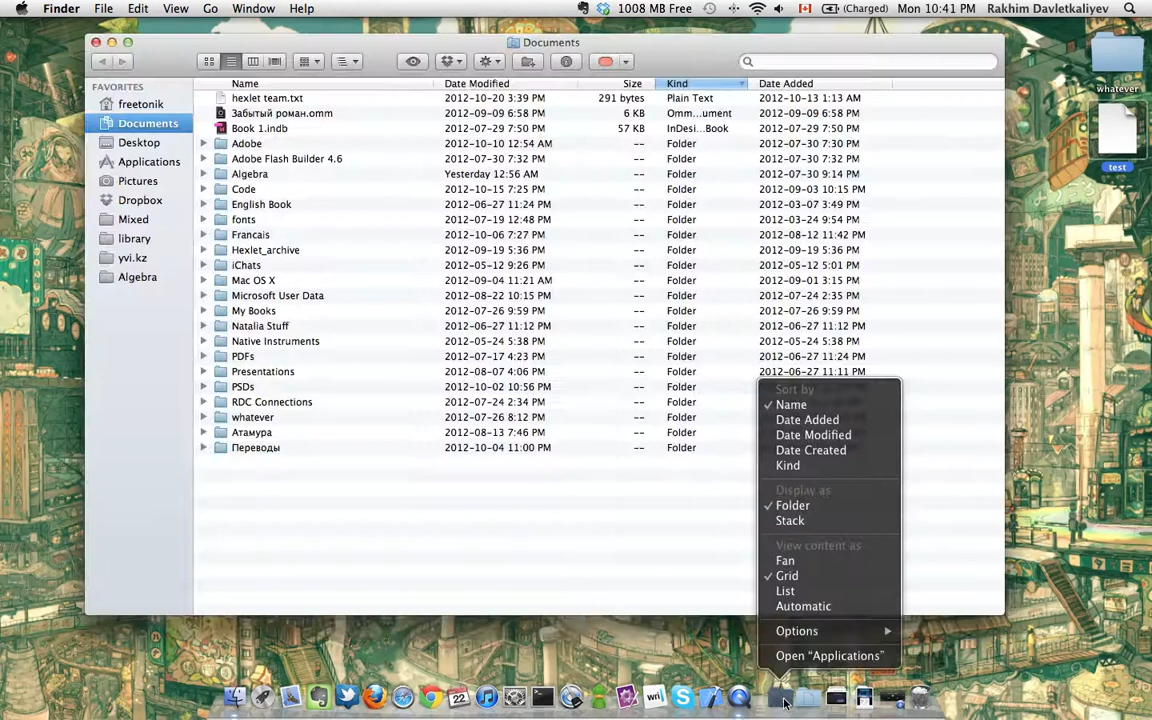 Finder File Edit View Go Window Help 1008 MB Free (Charged) Mon 10:41 PM Rakhim Davletkaliyev
Documents
whatever
test
FAVORITES
freetonik
Documents
Desktop
Applications
Pictures
Dropbox
Mixed
library
yvi.kz
Algebra
Name Date Modified Size Kind Date Added
hexlet team.txt 2012-10-20 3:39 PM 291 bytes Plain Text 2012-10-13 1:13 AM
Забытый роман.omm 2012-09-09 6:58 PM 6 KB Omm...ument 2012-09-09 6:58 PM
Book 1.indb 2012-07-29 7:50 PM 57 KB InDesi...Book 2012-07-29 7:50 PM
Adobe 2012-10-10 12:54 AM -- Folder 2012-07-30 7:30 PM
Adobe Flash Builder 4.6 2012-07-30 7:32 PM -- Folder 2012-07-30 7:32 PM
Algebra Yesterday 12:56 AM -- Folder 2012-07-30 9:14 PM
Code 2012-10-15 7:25 PM -- Folder 2012-09-03 10:15 PM
English Book 2012-06-27 11:24 PM -- Folder 2012-03-07 3:49 PM
fonts 2012-07-19 12:48 PM -- Folder 2012-03-24 9:54 PM
Francais 2012-10-06 7:27 PM -- Folder 2012-08-12 11:42 PM
Hexlet_archive 2012-09-19 5:36 PM -- Folder 2012-09-19 5:36 PM
iChats 2012-05-12 9:26 PM -- Folder 2012-05-12 5:01 PM
Mac OS X 2012-09-04 11:21 AM -- Folder 2012-09-01 3:15 PM
Microsoft User Data 2012-08-22 10:15 PM -- Folder 2012-07-24 2:35 PM
My Books 2012-07-26 9:59 PM -- Folder 2012-07-26 9:59 PM
Natalia Stuff 2012-06-27 11:12 PM -- Folder 2012-06-27 11:12 PM
Native Instruments 2012-05-24 5:38 PM -- Folder 2012-05-24 5:38 PM
PDFs 2012-07-17 4:23 PM -- Folder 2012-06-27 11:24 PM
Presentations 2012-08-07 4:06 PM -- Folder 2012-06-27 11:11 PM
PSDs 2012-10-02 10:56 PM -- Folder
RDC Connections 2012-07-24 2:34 PM -- Folder
whatever 2012-07-26 8:12 PM -- Folder
Атамура 2012-08-13 7:46 PM -- Folder
Переводы 2012-10-04 11:00 PM -- Folder
Sort by
✓ Name
Date Added
Date Modified
Date Created
Kind
Display as
✓ Folder
Stack
View content as
Fan
✓ Grid
List
Automatic
Options
Open “Applications”
22
wri